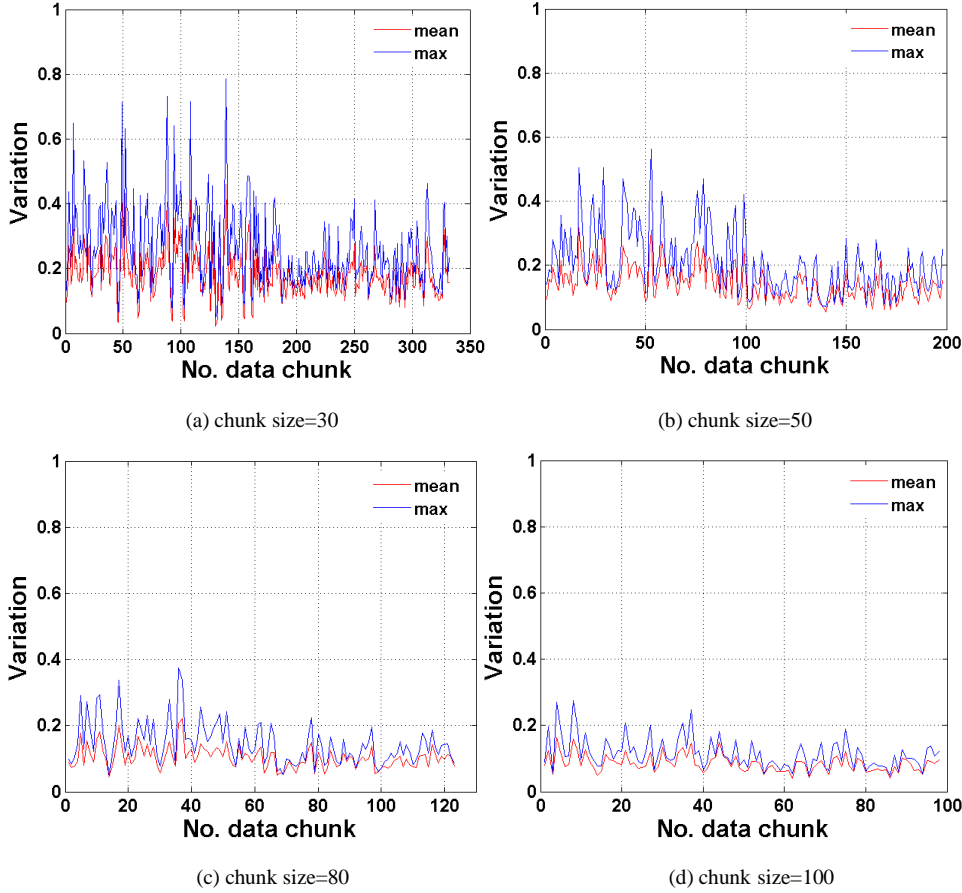 1
0.8
0.6
0.4
0.2
0
Variation
mean
max
0 50 100 150 200 250 300 350
No. data chunk
(a) chunk size=30
1
0.8
0.6
0.4
0.2
0
Variation
mean
max
0 50 100 150 200
No. data chunk
(b) chunk size=50
1
0.8
0.6
0.4
0.2
0
Variation
mean
max
0 20 40 60 80 100 120
No. data chunk
(c) chunk size=80
1
0.8
0.6
0.4
0.2
0
Variation
mean
max
0 20 40 60 80 100
No. data chunk
(d) chunk size=100